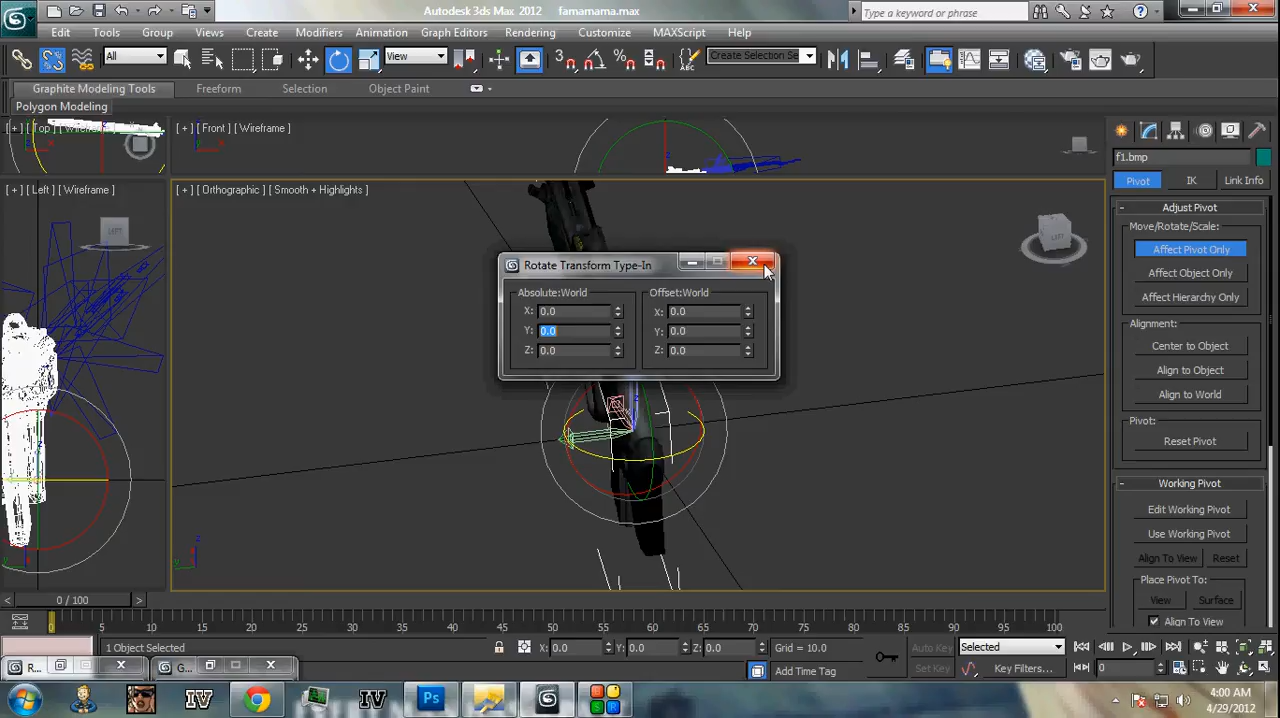 Autodesk 3ds Max 2012 famamama.max
Type a keyword or phrase
Edit Tools Group Views Create Modifiers Animation Graph Editors Rendering Customize MAXScript Help
All View 3 Create Selection Se
Graphite Modeling Tools Freeform Selection Object Paint
Polygon Modeling
[ + ] [ Top ] [ Wireframe ] [ + ] [ Front ] [ Wireframe ]
f1.bmp
Pivot IK Link Info
[ + ] [ Left ] [ Wireframe ] [ + ] [ Orthographic ] [ Smooth + Highlights ]
LEFT
LEFT
Rotate Transform Type-In
Absolute:World Offset:World
X: 0.0 X: 0.0
Y: 0.0 Y: 0.0
Z: 0.0 Z: 0.0
- Adjust Pivot
Move/Rotate/Scale:
Affect Pivot Only
Affect Object Only
Affect Hierarchy Only
Alignment:
Center to Object
Align to Object
Align to World
Pivot:
Reset Pivot
- Working Pivot
Edit Working Pivot
Use Working Pivot
Align To View Reset
Place Pivot To:
View Surface
Align To View
< 0 / 100 >
0 5 10 15 20 25 30 35 40 45 50 55 60 65 70 75 80 85 90 95 100
1 Object Selected X: 0.0 Y: 0.0 Z: 0.0 Grid = 10.0 Auto Key Selected
R... G... Add Time Tag Set Key Key Filters... 0
IV IV Ps
4:00 AM
4/29/2012